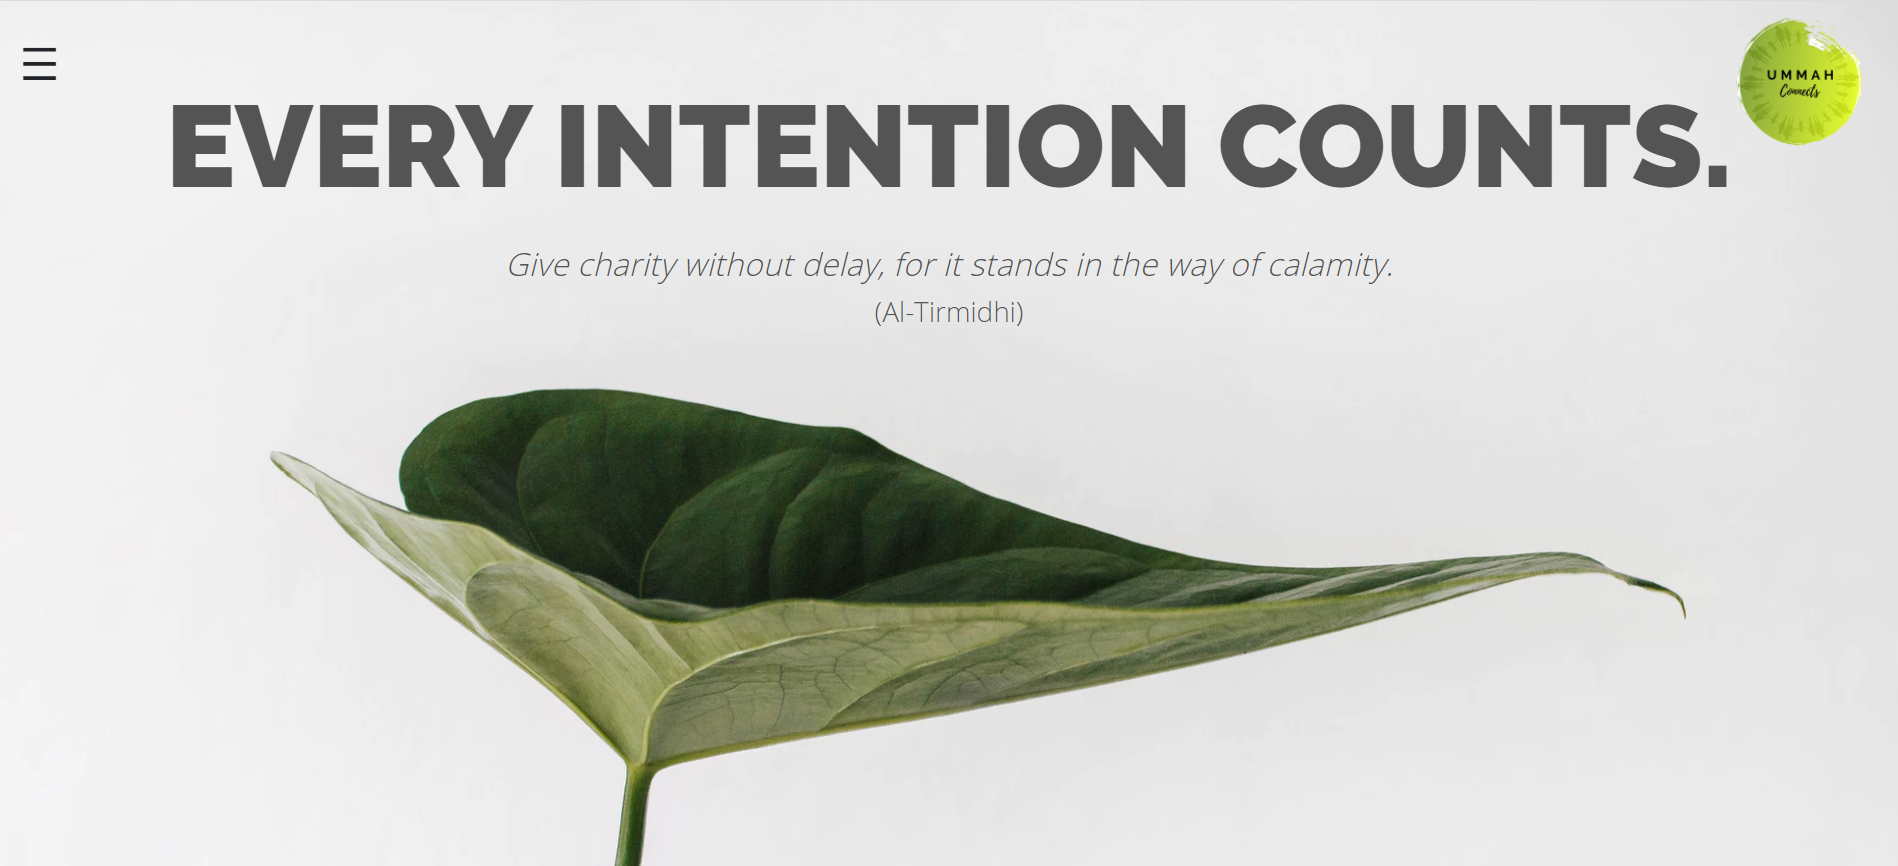 UMMAH
Connects
EVERY INTENTION COUNTS.
Give charity without delay, for it stands in the way of calamity.
(Al-Tirmidhi)